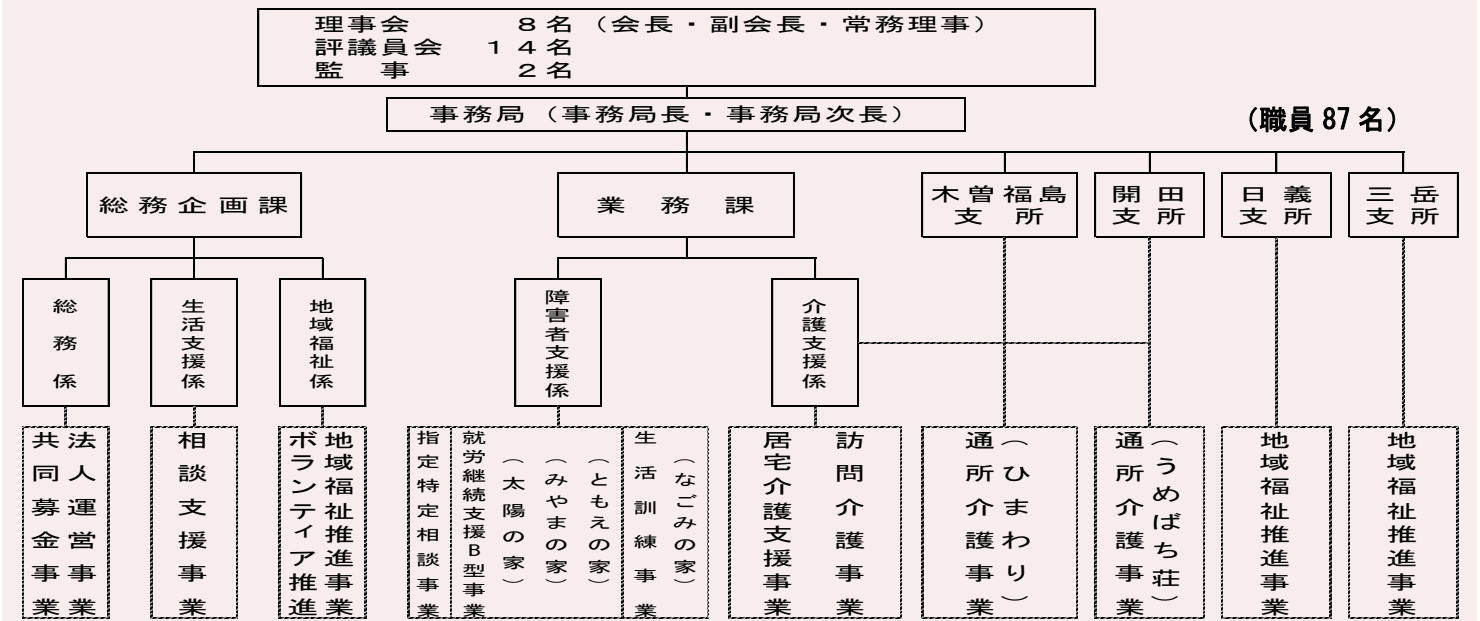 理事会　8名（会長・副会長・常務理事）
評議員会　14名
監事　2名
事務局（事務局長・事務局次長）
（職員 87 名）
総務企画課
業務課
木曽福島
支所
開田
支所
日義
支所
三岳
支所
総務係
生活支援係
地域福祉係
障害者支援係
介護支援係
法人運営事業
共同募金事業
相談支援事業
地域福祉推進事業
ボランティア推進
指定特定相談事業
就労継続支援B型事業
（太陽の家）
（みやまの家）
（ともえの家）
生活訓練事業
（なごみの家）
訪問介護事業
居宅介護支援事業
（ひまわり）
通所介護事業
（うめばち荘）
通所介護事業
地域福祉推進事業
地域福祉推進事業